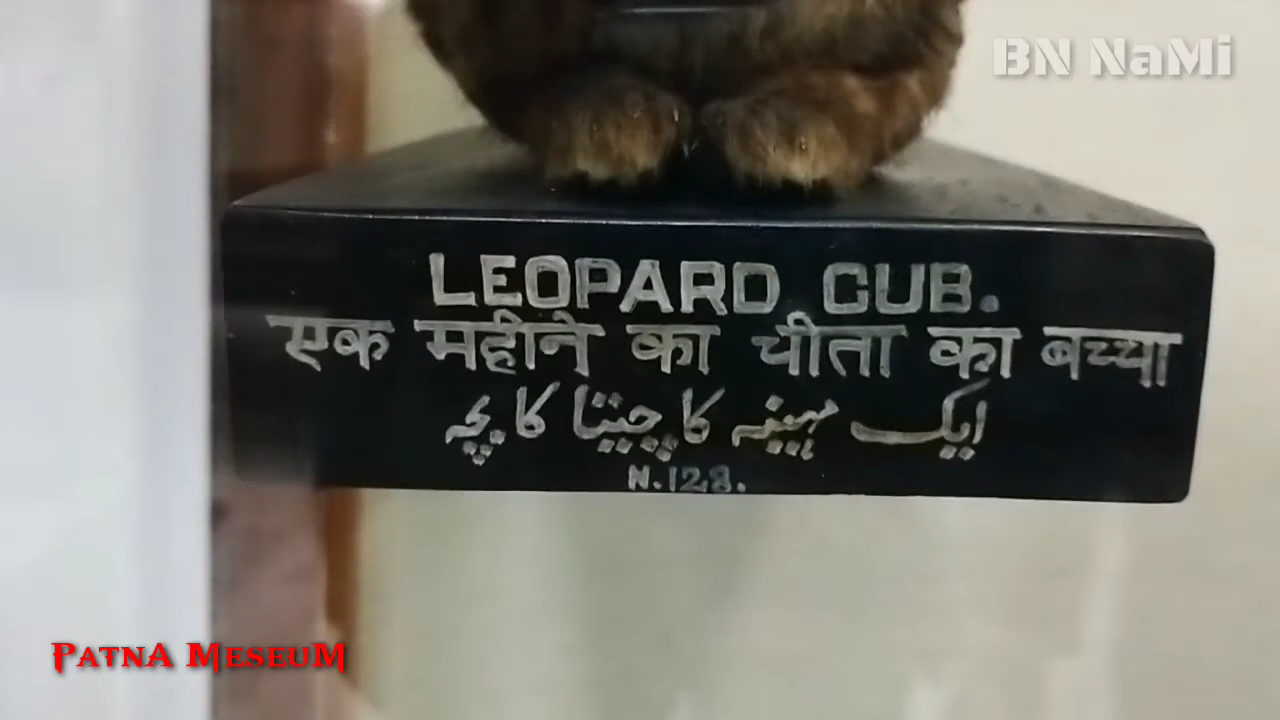 BN NaMi
LEOPARD CUB.
एक महीने का चीता का बच्चा
ایک مہینہ کا چیتا کا بچہ
N.128.
PATNA MESEUM